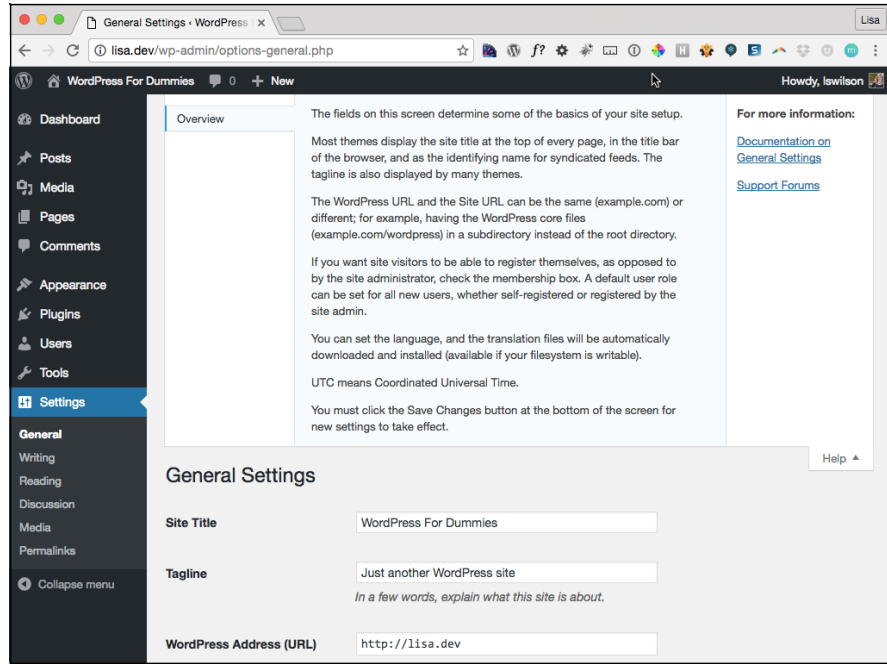 General Settings ‹ WordPress
Lisa
lisa.dev/wp-admin/options-general.php
f?
WordPress For Dummies 0 + New
Howdy, lswilson
Dashboard
Posts
Media
Pages
Comments
Appearance
Plugins
Users
Tools
Settings
General
Writing
Reading
Discussion
Media
Permalinks
Collapse menu
Overview
The fields on this screen determine some of the basics of your site setup.
Most themes display the site title at the top of every page, in the title bar
of the browser, and as the identifying name for syndicated feeds. The
tagline is also displayed by many themes.
The WordPress URL and the Site URL can be the same (example.com) or
different; for example, having the WordPress core files
(example.com/wordpress) in a subdirectory instead of the root directory.
If you want site visitors to be able to register themselves, as opposed to
by the site administrator, check the membership box. A default user role
can be set for all new users, whether self-registered or registered by the
site admin.
You can set the language, and the translation files will be automatically
downloaded and installed (available if your filesystem is writable).
UTC means Coordinated Universal Time.
You must click the Save Changes button at the bottom of the screen for
new settings to take effect.
For more information:
Documentation on
General Settings
Support Forums
Help
General Settings
Site Title
WordPress For Dummies
Tagline
Just another WordPress site
In a few words, explain what this site is about.
WordPress Address (URL)
http://lisa.dev